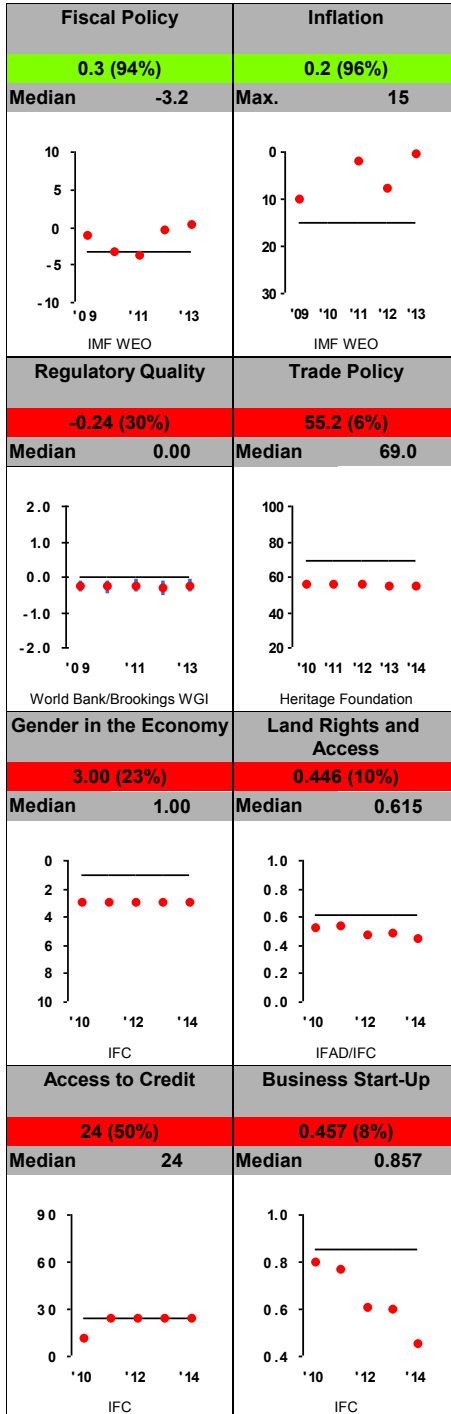 Fiscal Policy
0.3 (94%)
Median -3.2
10
5
0
-5
-10
'09 '11 '13
IMF WEO
Inflation
0.2 (96%)
Max. 15
0
10
20
30
'09 '10 '11 '12 '13
IMF WEO
Regulatory Quality
-0.24 (30%)
Median 0.00
2.0
1.0
0.0
-1.0
-2.0
'09 '11 '13
World Bank/Brookings WGI
Trade Policy
55.2 (6%)
Median 69.0
100
80
60
40
20
'10 '11 '12 '13 '14
Heritage Foundation
Gender in the Economy
3.00 (23%)
Median 1.00
0
2
4
6
8
10
'10 '12 '14
IFC
Land Rights and
Access
0.446 (10%)
Median 0.615
1.0
0.8
0.6
0.4
0.2
0.0
'10 '12 '14
IFAD/IFC
Access to Credit
24 (50%)
Median 24
90
60
30
0
'10 '12 '14
IFC
Business Start-Up
0.457 (8%)
Median 0.857
1.0
0.8
0.6
0.4
'10 '12 '14
IFC